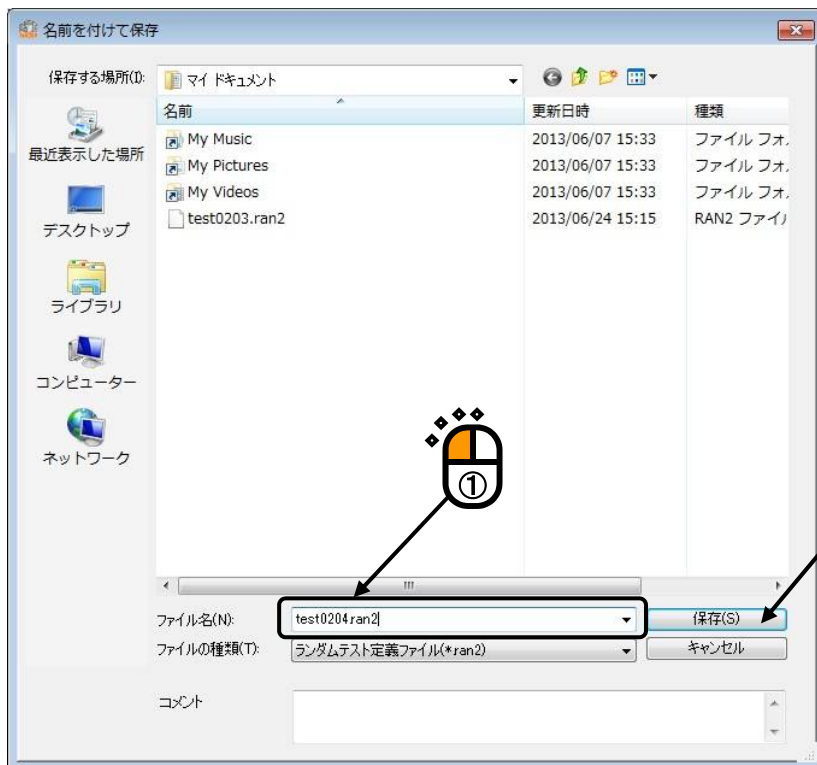 名前を付けて保存
保存する場所(I):
マイ ドキュメント
名前
更新日時
種類
My Music
2013/06/07 15:33
ファイル フォ
My Pictures
2013/06/07 15:33
ファイル フォ
My Videos
2013/06/07 15:33
ファイル フォ
test0203.ran2
2013/06/24 15:15
RAN2 ファイル
最近表示した場所
デスクトップ
ライブラリ
コンピューター
ネットワーク
①
ファイル名(N):
test0204.ran2
保存(S)
ファイルの種類(T):
ランダムテスト定義ファイル(*.ran2)
キャンセル
コメント